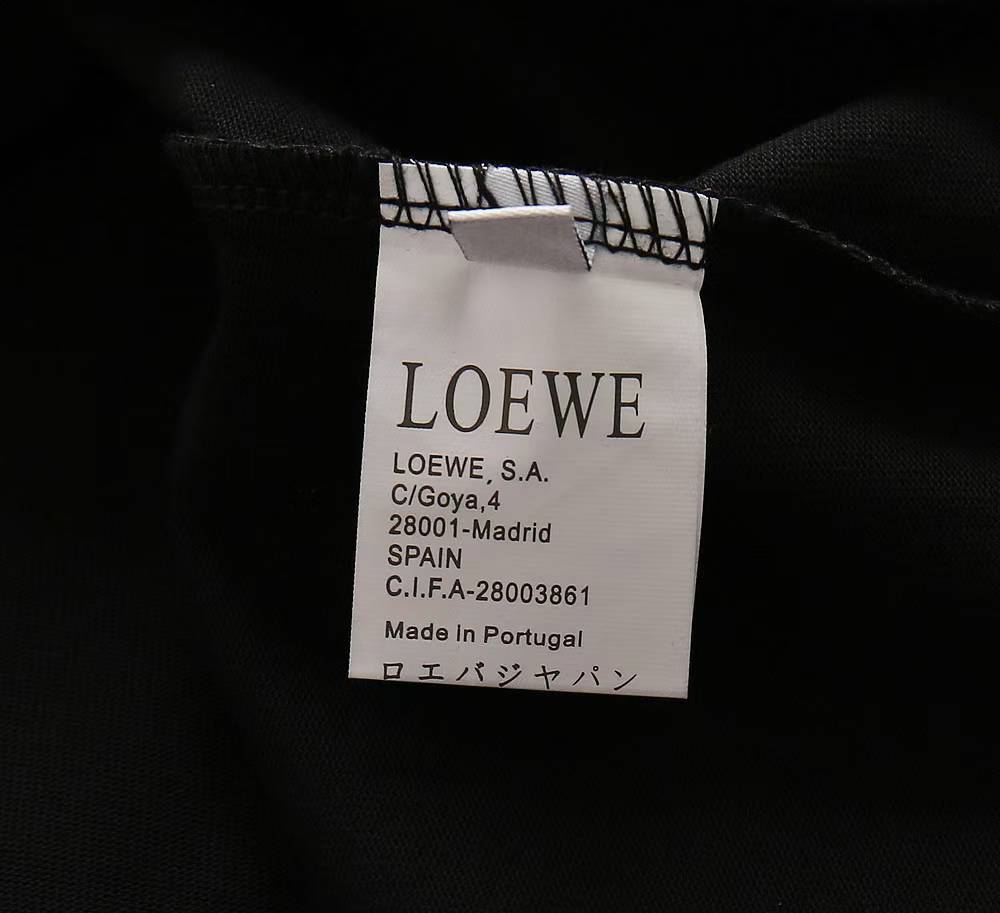 LOEWE
LOEWE, S.A.
C/Goya,4
28001-Madrid
SPAIN
C.I.F.A-28003861
Made in Portugal
ロエバジヤパン